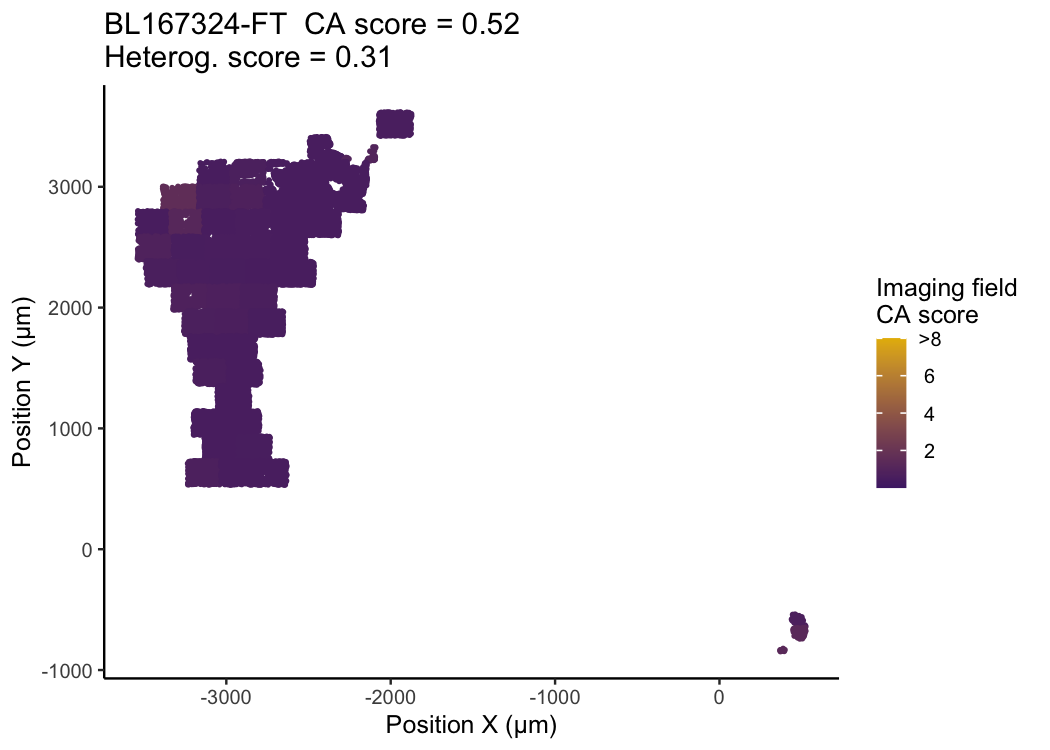 BL167324-FT  CA score = 0.52
Heterog. score = 0.31
Position Y (µm)
3000
2000
1000
0
-1000
-3000
-2000
-1000
0
Position X (µm)
Imaging field
CA score
>8
6
4
2